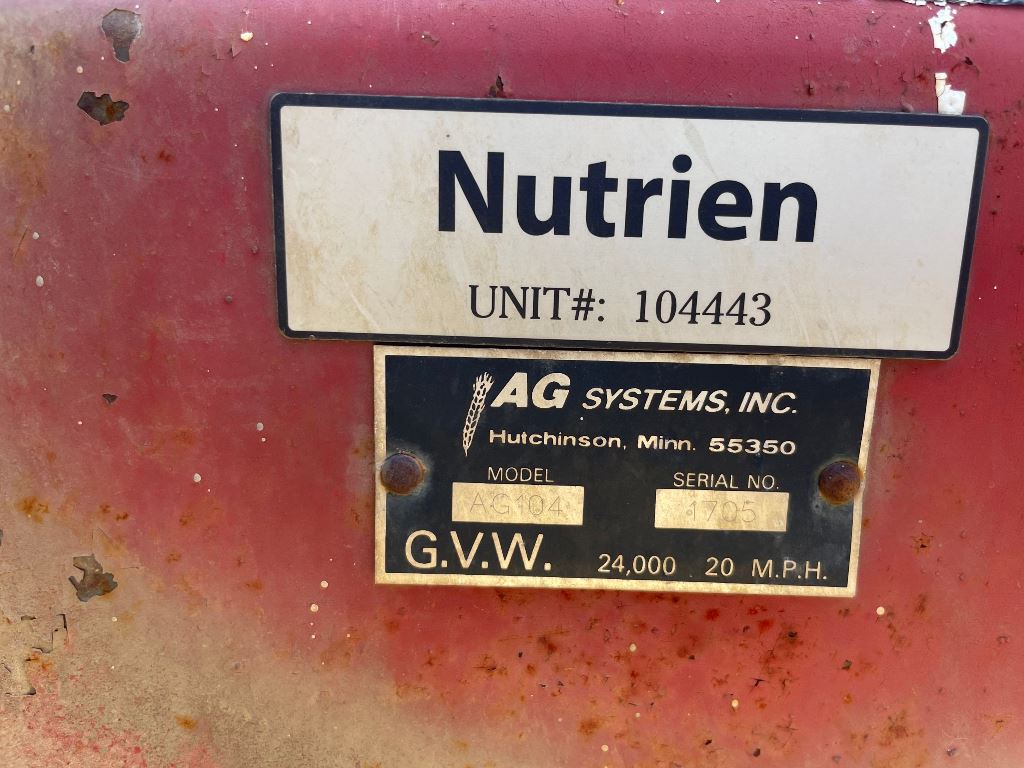 Nutrien
UNIT#: 104443
AG SYSTEMS, INC.
Hutchinson, Minn. 55350
MODEL SERIAL NO.
AG104 1705
G.V.W. 24,000 20 M.P.H.